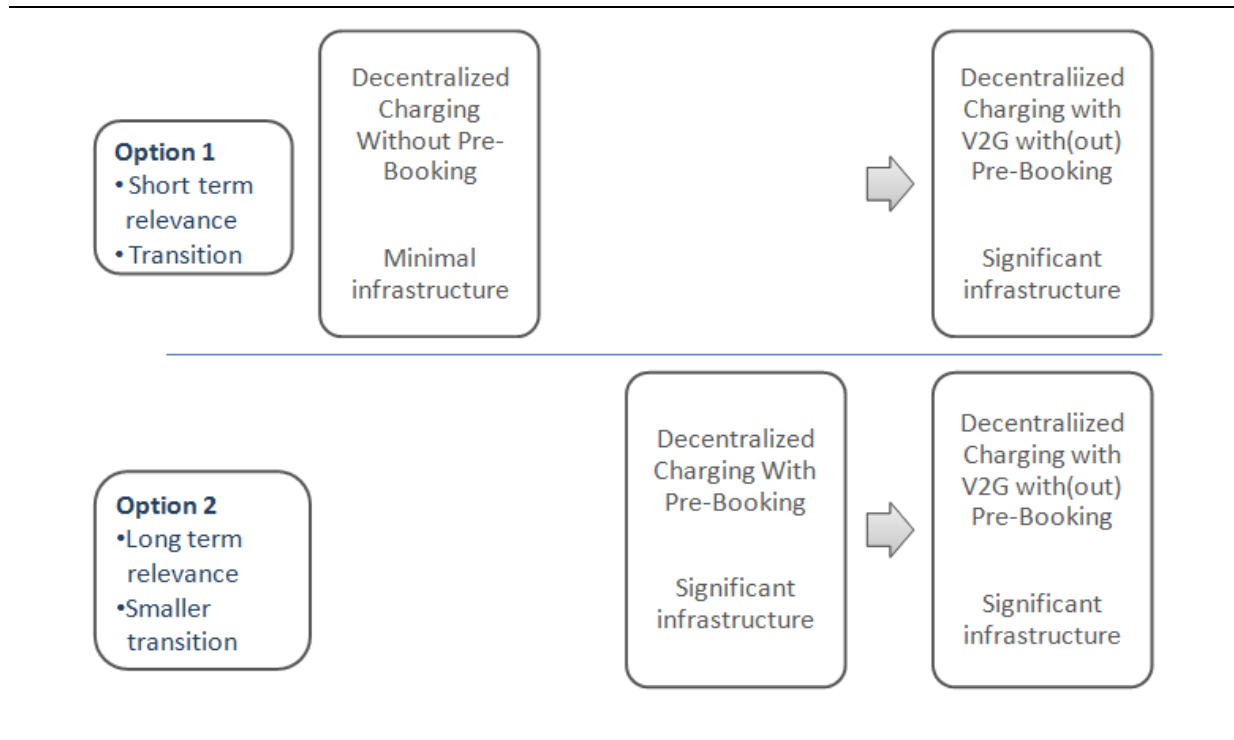 Option 1
• Short term
relevance
• Transition
Decentralized
Charging
Without Pre-
Booking
Minimal
infrastructure
Decentraliized
Charging with
V2G with(out)
Pre-Booking
Significant
infrastructure
Option 2
•Long term
relevance
•Smaller
transition
Decentralized
Charging With
Pre-Booking
Significant
infrastructure
Decentraliized
Charging with
V2G with(out)
Pre-Booking
Significant
infrastructure